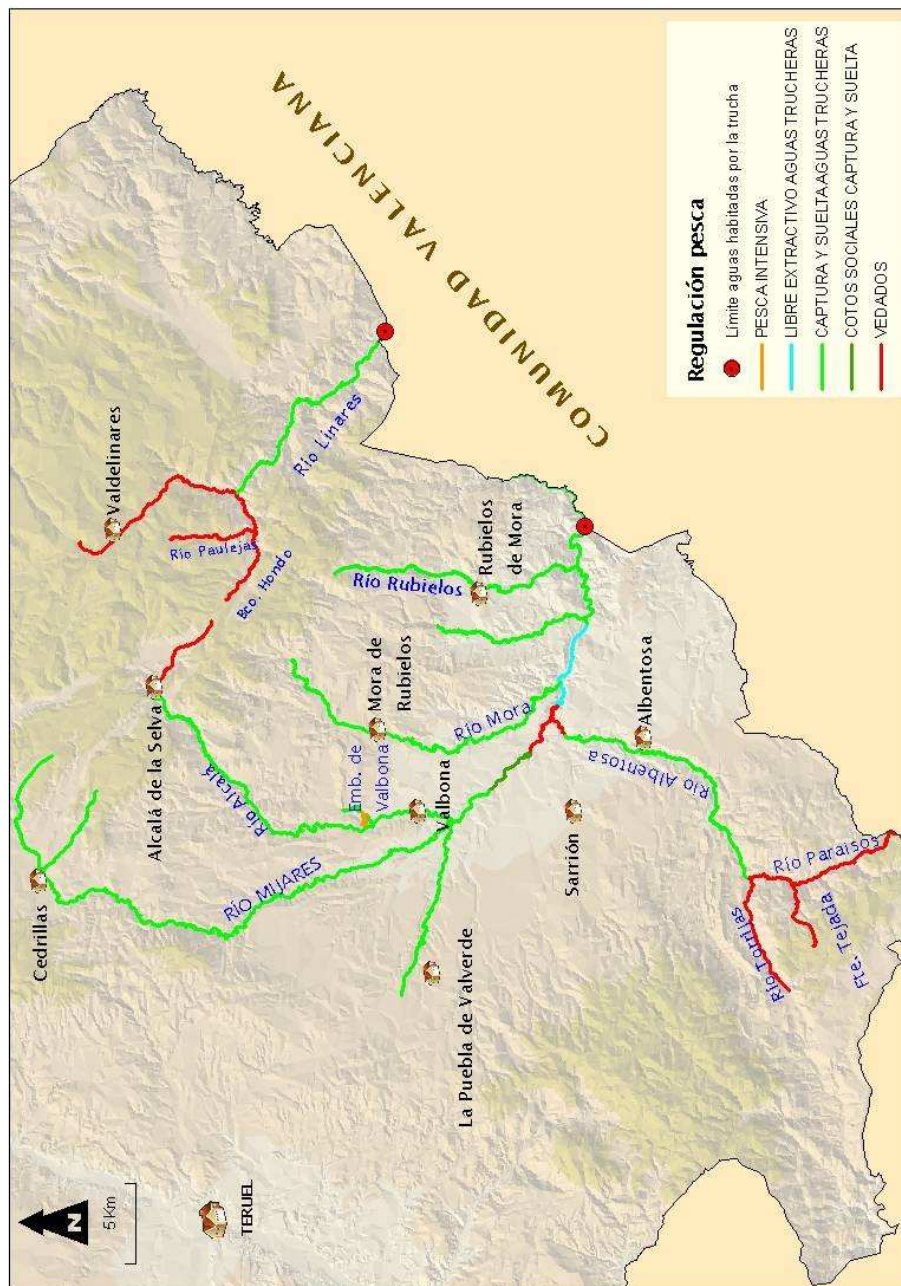 N
5 Km
TERUEL
Cedrillas
Alcalá de la Selva
Valdelinares
Río Paulejas
Bco. Hondo
Río Linares
COMUNIDAD VALENCIANA
RÍO MIJARES
Río Alcalá
Emb. de
Valbona
Mora de
Rubielos
Río Rubielos
Rubielos
de Mora
La Puebla de Valverde
Valbona
Río Mora
Sarrión
Albentosa
Río Albentosa
Río Torrijas
Fte. Tejada
Río Paraisos
Regulación pesca
Límite aguas habitadas por la trucha
PESCA INTENSIVA
LIBRE EXTRACTIVO AGUAS TRUCHERAS
CAPTURA Y SUELTA AGUAS TRUCHERAS
COTOS SOCIALES CAPTURA Y SUELTA
VEDADOS